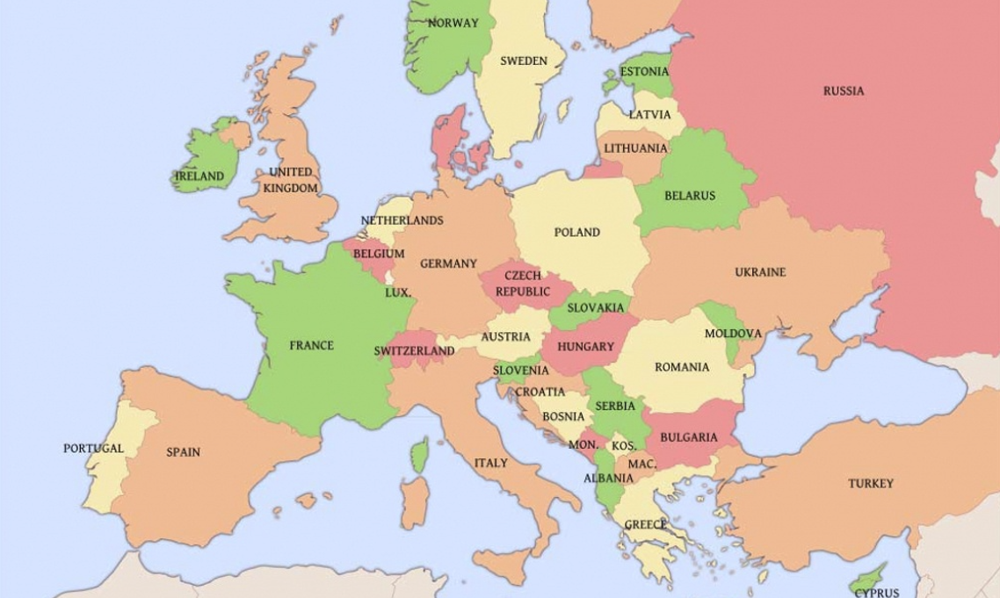 NORWAY
SWEDEN
ESTONIA
RUSSIA
LATVIA
LITHUANIA
IRELAND
UNITED
KINGDOM
BELARUS
NETHERLANDS
POLAND
BELGIUM
GERMANY
UKRAINE
CZECH
REPUBLIC
LUX.
SLOVAKIA
FRANCE
SWITZERLAND
AUSTRIA
HUNGARY
MOLDOVA
ROMANIA
SLOVENIA
CROATIA
SERBIA
BOSNIA
BULGARIA
PORTUGAL
SPAIN
MON.
KOS.
ITALY
MAC.
ALBANIA
TURKEY
GREECE
CYPRUS